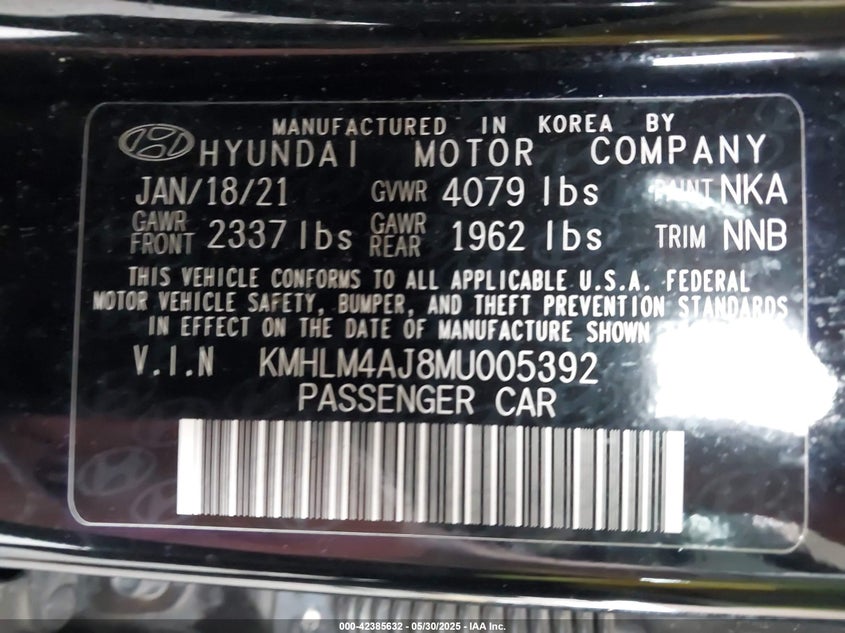 MANUFACTURED IN KOREA BY
HYUNDAI MOTOR COMPANY
JAN/18/21 GVWR 4079 lbs PAINT NKA
GAWR FRONT 2337 lbs GAWR REAR 1962 lbs TRIM NNB
THIS VEHICLE CONFORMS TO ALL APPLICABLE U.S.A. FEDERAL
MOTOR VEHICLE SAFETY, BUMPER, AND THEFT PREVENTION STANDARDS
IN EFFECT ON THE DATE OF MANUFACTURE SHOWN
V.I.N KMHLM4AJ8MU005392
PASSENGER CAR
000-42385632 - 05/30/2025 - IAA Inc.